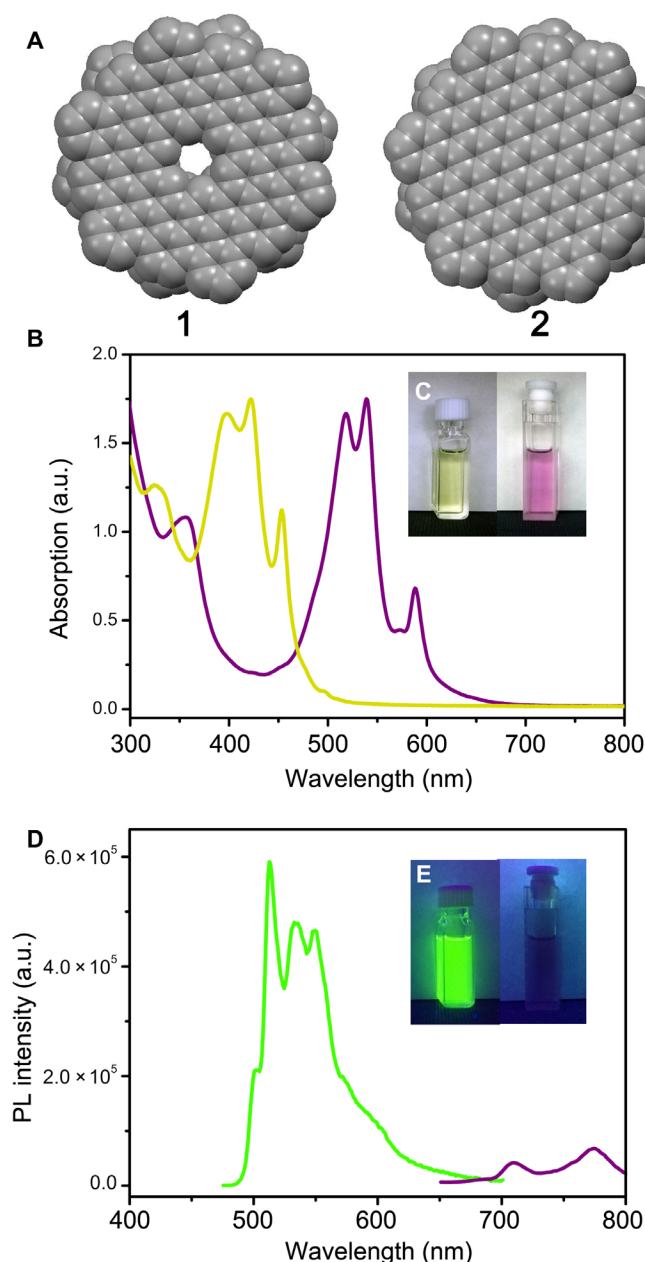 A
1 2
B
2.0
1.5
1.0
0.5
0.0
Absorption (a.u.)
C
300 400 500 600 700 800
Wavelength (nm)
D
6.0 × 10⁵
4.0 × 10⁵
2.0 × 10⁵
0.0
PL intensity (a.u.)
E
400 500 600 700 800
Wavelength (nm)